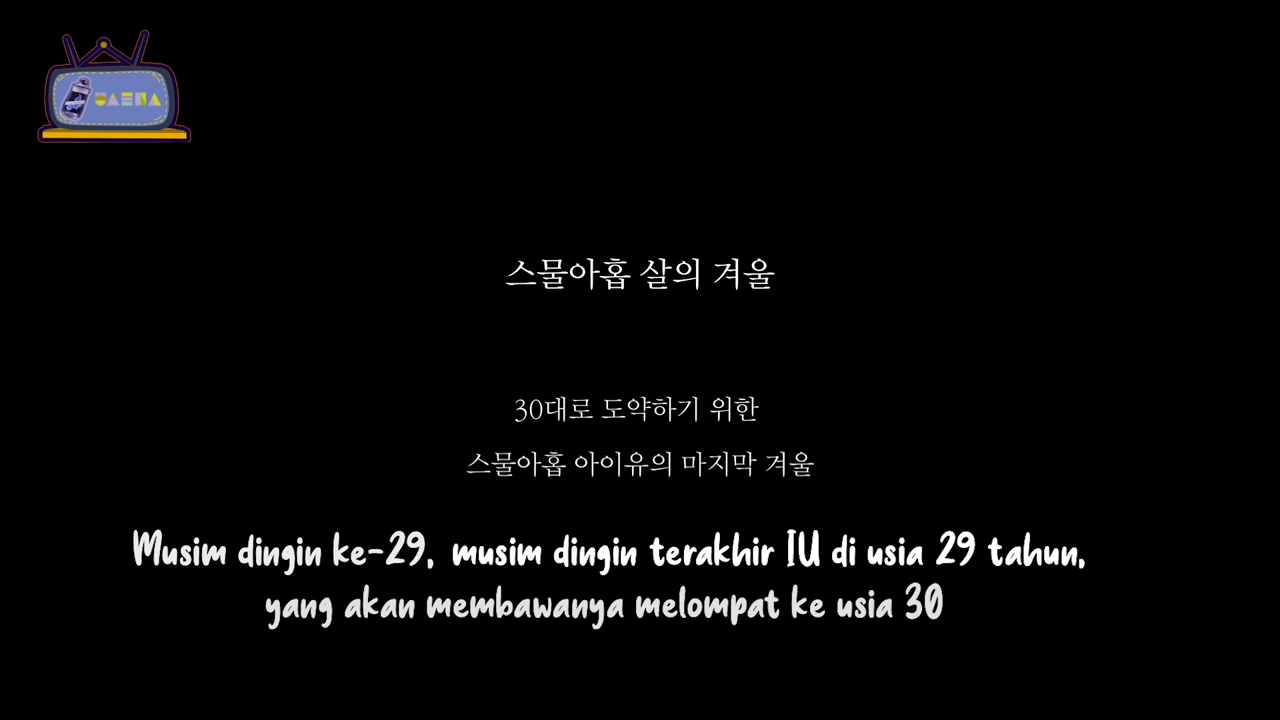 UAENA
스물아홉 살의 겨울
30대로 도약하기 위한
스물아홉 아이유의 마지막 겨울
Musim dingin ke-29, musim dingin terakhir IU di usia 29 tahun,
yang akan membawanya melompat ke usia 30